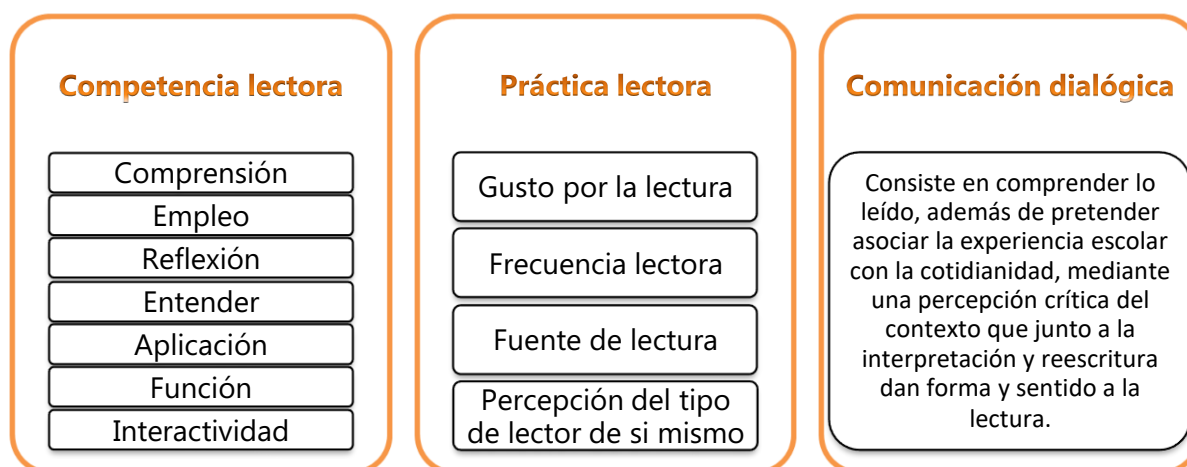 Competencia lectora
Comprensión
Empleo
Reflexión
Entender
Aplicación
Función
Interactividad
Práctica lectora
Gusto por la lectura
Frecuencia lectora
Fuente de lectura
Percepción del tipo
de lector de si mismo
Comunicación dialógica
Consiste en comprender lo
leído, además de pretender
asociar la experiencia escolar
con la cotidianidad, mediante
una percepción crítica del
contexto que junto a la
interpretación y reescritura
dan forma y sentido a la
lectura.